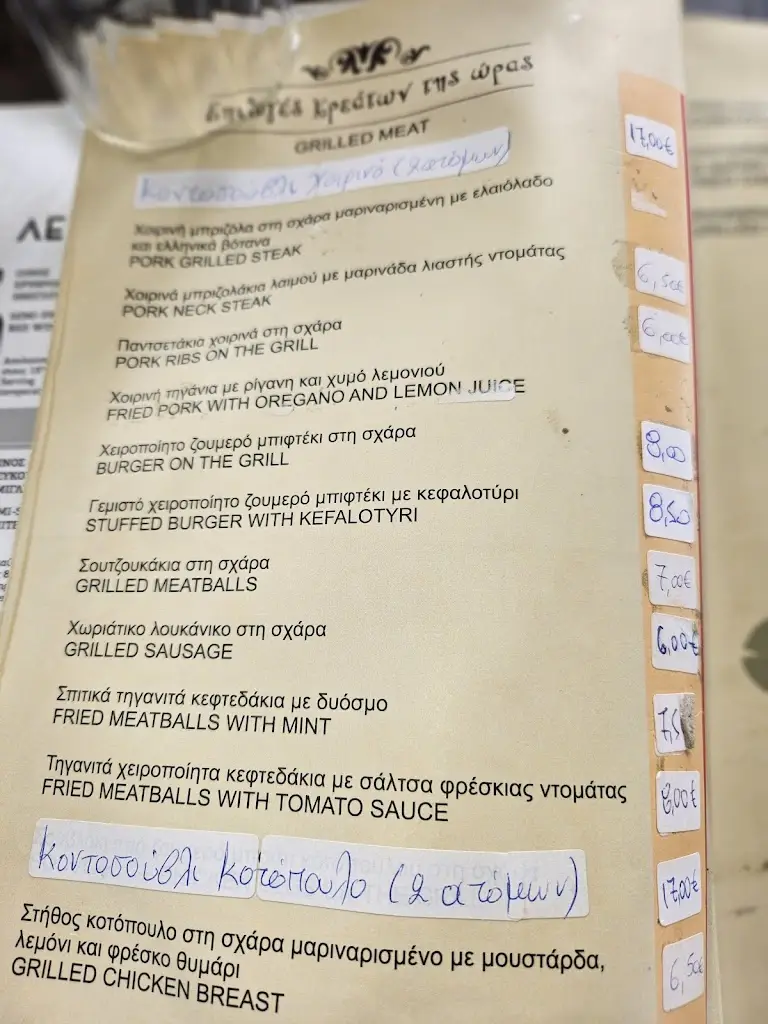 επιλογές κρεάτων της ώρας
GRILLED MEAT
Κοντοσούβλι χοιρινό (2 ατόμων) 17,00€
Χοιρινή μπριζόλα στη σχάρα μαριναρισμένη με ελαιόλαδο
και ελληνικά βότανα
PORK GRILLED STEAK
Χοιρινά μπριζολάκια λαιμού με μαρινάδα λιαστής ντομάτας 6,50€
PORK NECK STEAK
Παντσετάκια χοιρινά στη σχάρα 6,00€
PORK RIBS ON THE GRILL
Χοιρινή τηγάνια με ρίγανη και χυμό λεμονιού
FRIED PORK WITH OREGANO AND LEMON JUICE
Χειροποίητο ζουμερό μπιφτέκι στη σχάρα 8,00
BURGER ON THE GRILL
Γεμιστό χειροποίητο ζουμερό μπιφτέκι με κεφαλοτύρι 8,50
STUFFED BURGER WITH KEFALOTYRI
Σουτζουκάκια στη σχάρα 7,00€
GRILLED MEATBALLS
Χωριάτικο λουκάνικο στη σχάρα 6,00€
GRILLED SAUSAGE
Σπιτικά τηγανιτά κεφτεδάκια με δυόσμο 7,5
FRIED MEATBALLS WITH MINT
Τηγανιτά χειροποίητα κεφτεδάκια με σάλτσα φρέσκιας ντομάτας 8,00€
FRIED MEATBALLS WITH TOMATO SAUCE
Κοντοσούβλι κοτόπουλο (2 ατόμων) 17,00€
Στήθος κοτόπουλο στη σχάρα μαριναρισμένο με μουστάρδα, 6,50€
λεμόνι και φρέσκο θυμάρι
GRILLED CHICKEN BREAST